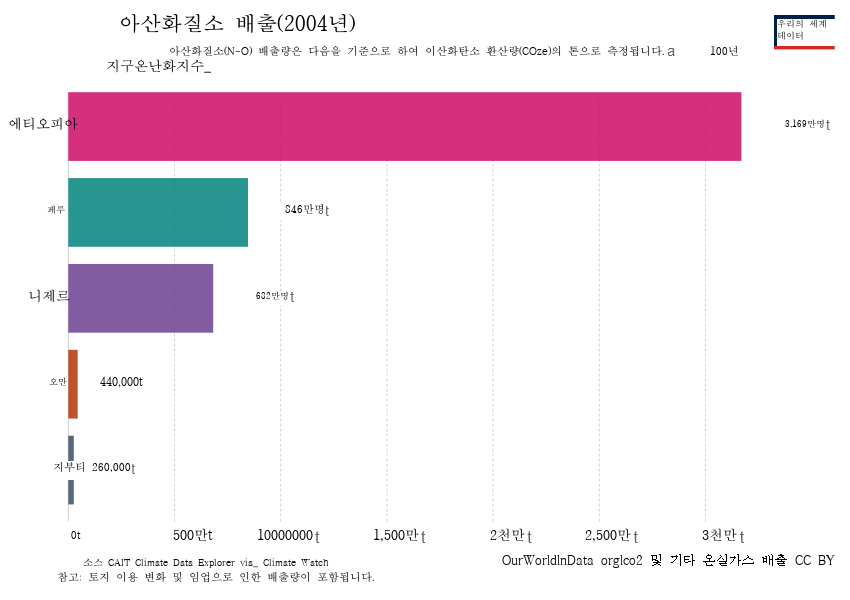 아산화질소 배출(2004년)
우리의 세계
데이터
아산화질소(N-O) 배출량은 다음을 기준으로 하여 이산화탄소 환산량(COze)의 톤으로 측정됩니다. a 100년
지구온난화지수_
에티오피아 3,169만명t
페루 846만명t
니제르 682만명t
오만 440,000t
지부티 260,000t
0t 500만t 10000000t 1,500만t 2천만t 2,500만t 3천만t
소스 CAIT Climate Data Explorer via_ Climate Watch
OurWorldInData orglco2 및 기타 온실가스 배출 CC BY
참고: 토지 이용 변화 및 임업으로 인한 배출량이 포함됩니다.